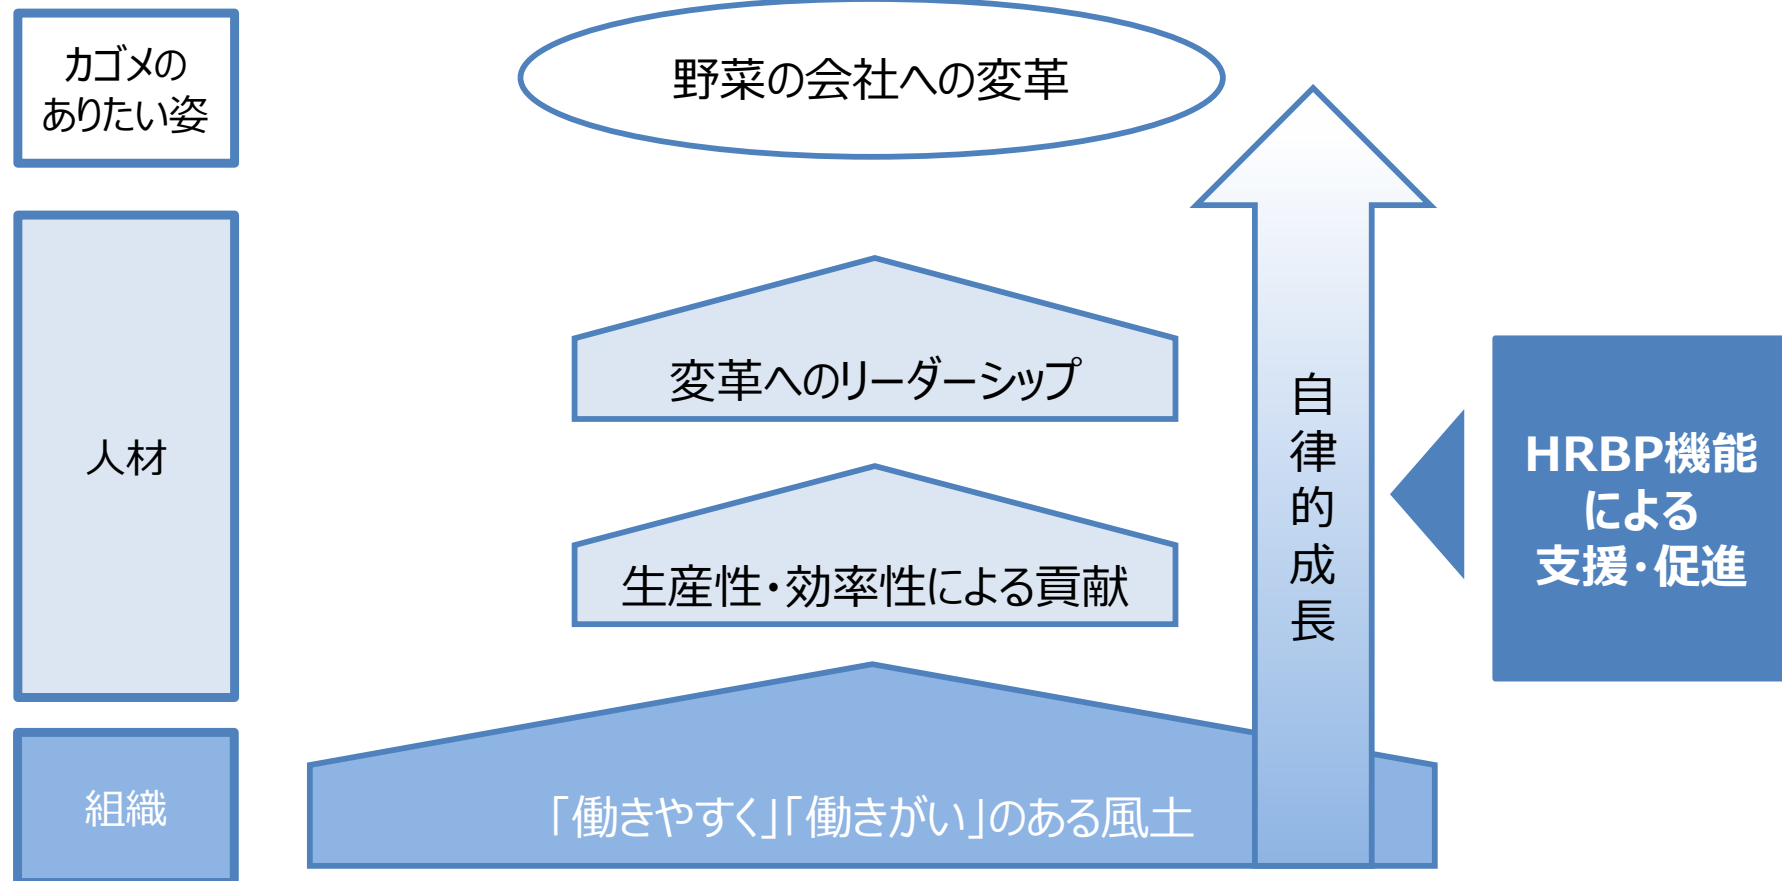 カゴメの
ありたい姿
野菜の会社への変革
人材
変革へのリーダーシップ
生産性・効率性による貢献
自律的成長
HRBP機能
による
支援・促進
組織
「働きやすく」「働きがい」のある風土